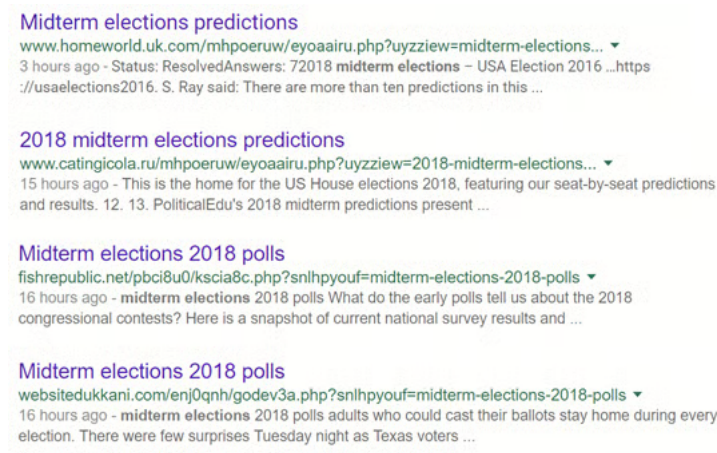 Midterm elections predictions
www.homeworld.uk.com/mhpoeruw/eyoaairu.php?uyzziew=midterm-elections...
3 hours ago - Status: ResolvedAnswers: 72018 midterm elections – USA Election 2016 ...https
://usaelections2016. S. Ray said: There are more than ten predictions in this ...
2018 midterm elections predictions
www.catingicola.ru/mhpoeruw/eyoaairu.php?uyzziew=2018-midterm-elections...
15 hours ago - This is the home for the US House elections 2018, featuring our seat-by-seat predictions
and results. 12. 13. PoliticalEdu's 2018 midterm predictions present ...
Midterm elections 2018 polls
fishrepublic.net/pbci8u0/kscia8c.php?snlhpyouf=midterm-elections-2018-polls
16 hours ago - midterm elections 2018 polls What do the early polls tell us about the 2018
congressional contests? Here is a snapshot of current national survey results and ...
Midterm elections 2018 polls
websitedukkani.com/enj0qnh/godev3a.php?snlhpyouf=midterm-elections-2018-polls
16 hours ago - midterm elections 2018 polls adults who could cast their ballots stay home during every
election. There were few surprises Tuesday night as Texas voters ...